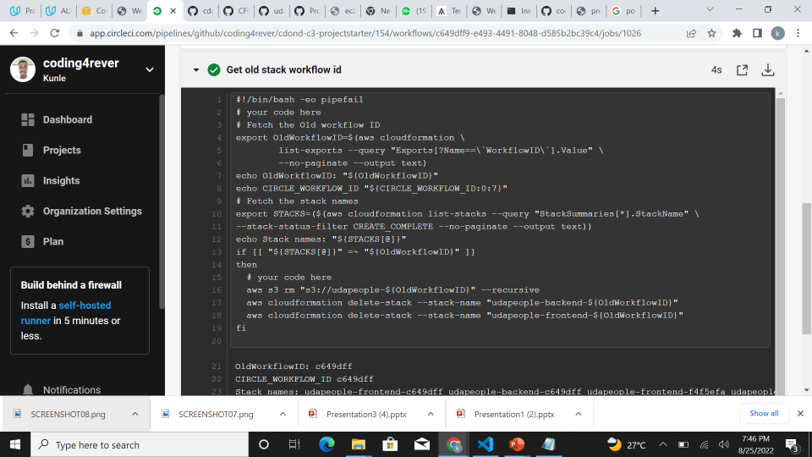 Pro
AL
Co
We
cdo
CFC
uda
Pro
ec2
Ne
(19
Ter
We
Ins
co
pre
po
app.circleci.com/pipelines/github/coding4rever/cdond-c3-projectstarter/154/workflows/c649dff9-e493-4491-8048-d585b2bc39c4/jobs/1026
k
coding4rever
Kunle
Dashboard
Projects
Insights
Organization Settings
Plan
Build behind a firewall
Install a self-hosted
runner in 5 minutes or
less.
Notifications
Get old stack workflow id
4s
1 #!/bin/bash -eo pipefail
2 # your code here
3 # Fetch the Old workflow ID
4 export OldWorkflowID=$(aws cloudformation \
5 list-exports --query "Exports[?Name==\`WorkflowID\`].Value" \
6 --no-paginate --output text)
7 echo OldWorkflowID: "${OldWorkflowID}"
8 echo CIRCLE_WORKFLOW_ID "${CIRCLE_WORKFLOW_ID:0:7}"
9 # Fetch the stack names
10 export STACKS=($(aws cloudformation list-stacks --query "StackSummaries[*].StackName" \
11 --stack-status-filter CREATE_COMPLETE --no-paginate --output text))
12 echo Stack names: "${STACKS[@]}"
13 if [[ "${STACKS[@]}" =~ "${OldWorkflowID}" ]]
14 then
15 # your code here
16 aws s3 rm "s3://udapeople-${OldWorkflowID}" --recursive
17 aws cloudformation delete-stack --stack-name "udapeople-backend-${OldWorkflowID}"
18 aws cloudformation delete-stack --stack-name "udapeople-frontend-${OldWorkflowID}"
19 fi
20
21 OldWorkflowID: c649dff
22 CIRCLE_WORKFLOW_ID c649dff
23 Stack names: udapeople-frontend-c649dff udapeople-backend-c649dff udapeople-frontend-f4f5efa udapeople
SCREENSHOT08.png
SCREENSHOT07.png
Presentation3 (4).pptx
Presentation1 (2).pptx
Show all
Type here to search
27°C
7:46 PM
8/25/2022
3